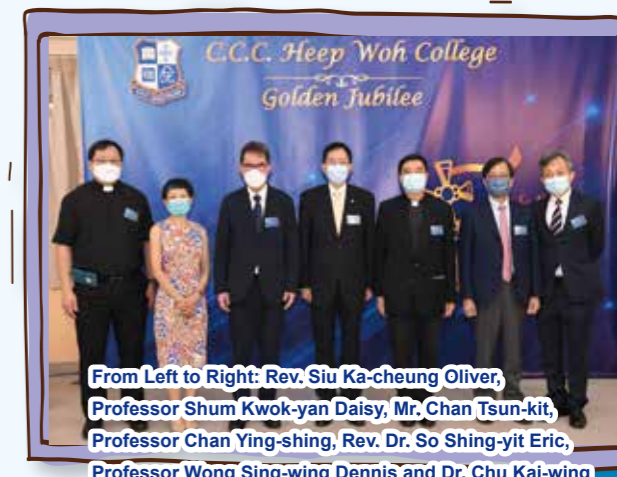 C.C.C. Heep Woh College
Golden Jubilee
From Left to Right: Rev. Siu Ka-cheung Oliver,
Professor Shum Kwok-yan Daisy, Mr. Chan Tsun-kit,
Professor Chan Ying-shing, Rev. Dr. So Shing-yit Eric,
Professor Wong Sing-wing Dennis and Dr. Chu Kai-wing